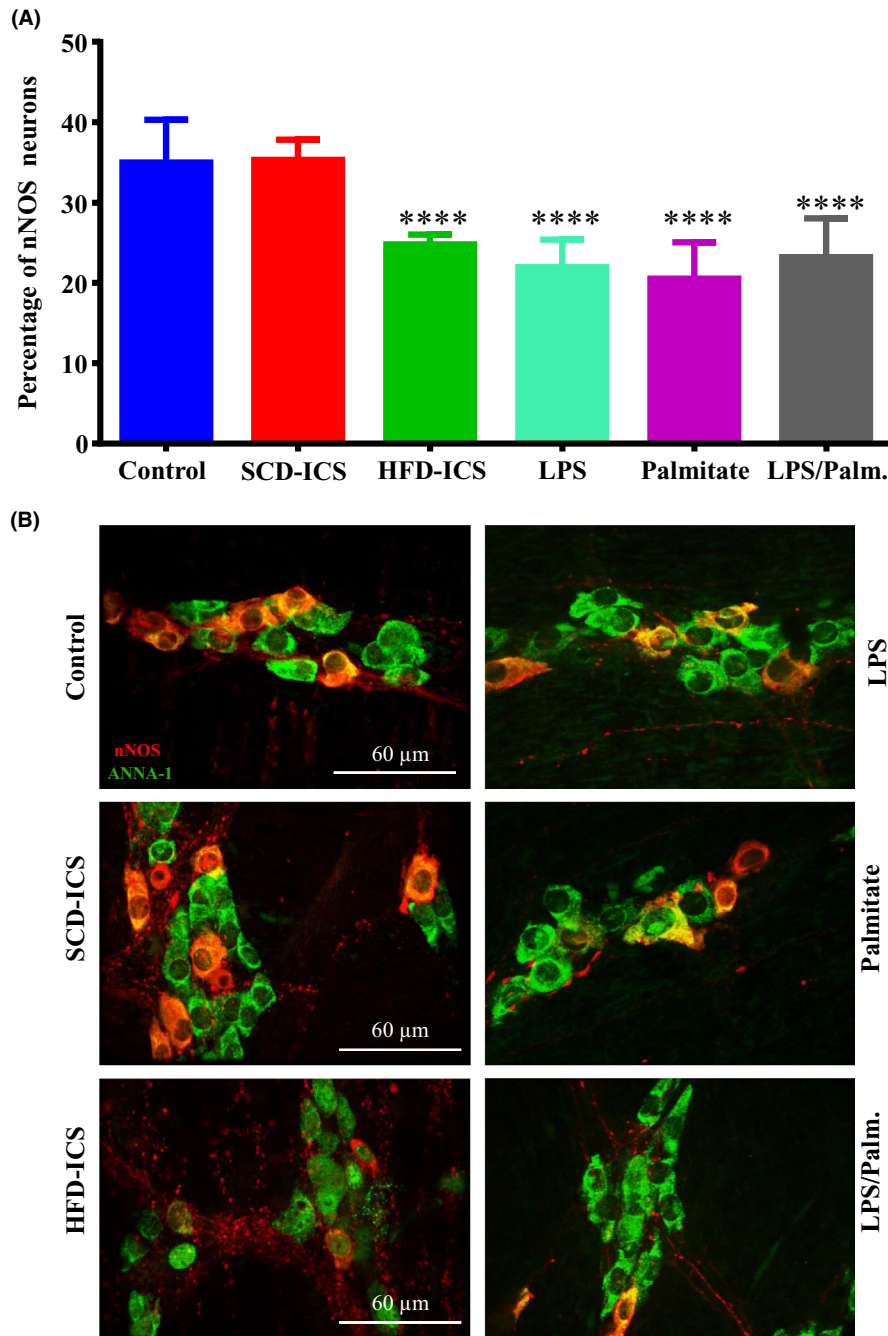 (A)
50
40
30
20
10
0
Percentage of nNOS neurons
**** **** **** ****
Control SCD-ICS HFD-ICS LPS Palmitate LPS/Palm.
(B)
Control
nNOS
ANNA-1
60 µm
LPS
SCD-ICS
60 µm
Palmitate
HFD-ICS
60 µm
LPS/Palm.